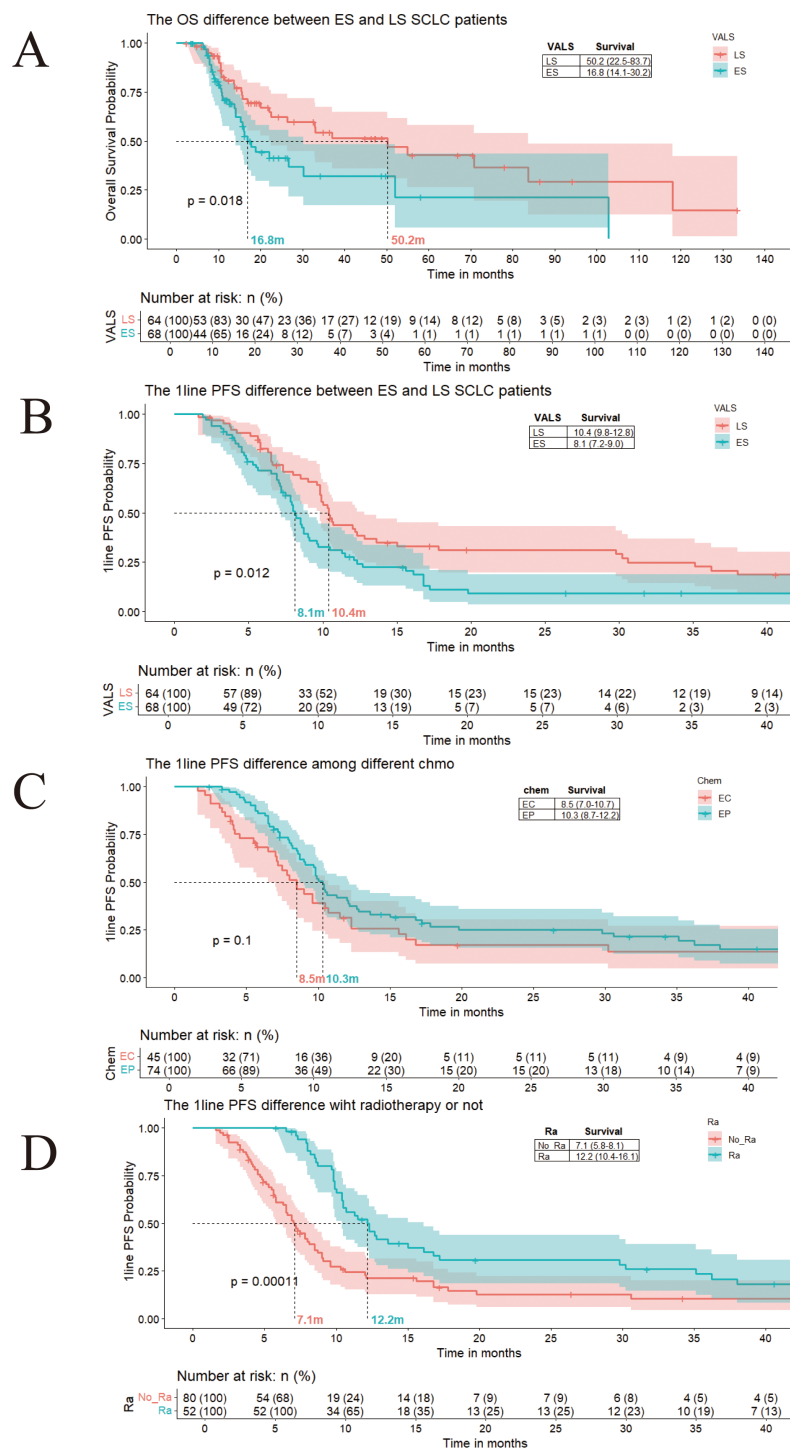 A
The OS difference between ES and LS SCLC patients
VALS Survival
LS 50.2 (22.5-83.7)
ES 16.8 (14.1-30.2)
VALS
LS
ES
Overall Survival Probability
1.00
0.75
0.50
0.25
0.00
p = 0.018
16.8m
50.2m
0 10 20 30 40 50 60 70 80 90 100 110 120 130 140
Time in months
Number at risk: n (%)
VALS
LS 64 (100) 53 (83) 30 (47) 23 (36) 17 (27) 12 (19) 9 (14) 8 (12) 5 (8) 3 (5) 2 (3) 2 (3) 1 (2) 1 (2) 0 (0)
ES 68 (100) 44 (65) 16 (24) 8 (12) 5 (7) 3 (4) 1 (1) 1 (1) 1 (1) 1 (1) 1 (1) 0 (0) 0 (0) 0 (0) 0 (0)
0 10 20 30 40 50 60 70 80 90 100 110 120 130 140
Time in months
B
The 1line PFS difference between ES and LS SCLC patients
VALS Survival
LS 10.4 (9.8-12.8)
ES 8.1 (7.2-9.0)
VALS
LS
ES
1line PFS Probability
1.00
0.75
0.50
0.25
0.00
p = 0.012
8.1m
10.4m
0 5 10 15 20 25 30 35 40
Time in months
Number at risk: n (%)
VALS
LS 64 (100) 57 (89) 33 (52) 19 (30) 15 (23) 15 (23) 14 (22) 12 (19) 9 (14)
ES 68 (100) 49 (72) 20 (29) 13 (19) 5 (7) 5 (7) 4 (6) 2 (3) 2 (3)
0 5 10 15 20 25 30 35 40
Time in months
C
The 1line PFS difference among different chmo
chem Survival
EC 8.5 (7.0-10.7)
EP 10.3 (8.7-12.2)
Chem
EC
EP
1line PFS Probability
1.00
0.75
0.50
0.25
0.00
p = 0.1
8.5m
10.3m
0 5 10 15 20 25 30 35 40
Time in months
Number at risk: n (%)
Chem
EC 45 (100) 32 (71) 16 (36) 9 (20) 5 (11) 5 (11) 5 (11) 4 (9) 4 (9)
EP 74 (100) 66 (89) 36 (49) 22 (30) 15 (20) 15 (20) 13 (18) 10 (14) 7 (9)
0 5 10 15 20 25 30 35 40
Time in months
D
The 1line PFS difference wiht radiotherapy or not
Ra Survival
No_Ra 7.1 (5.8-8.1)
Ra 12.2 (10.4-16.1)
Ra
No_Ra
Ra
1line PFS Probability
1.00
0.75
0.50
0.25
0.00
p = 0.00011
7.1m
12.2m
0 5 10 15 20 25 30 35 40
Time in months
Number at risk: n (%)
Ra
No_Ra 80 (100) 54 (68) 19 (24) 14 (18) 7 (9) 7 (9) 6 (8) 4 (5) 4 (5)
Ra 52 (100) 52 (100) 34 (65) 18 (35) 13 (25) 13 (25) 12 (23) 10 (19) 7 (13)
0 5 10 15 20 25 30 35 40
Time in months